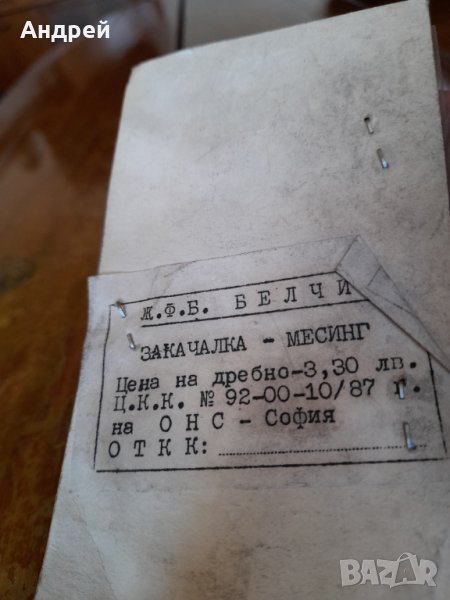 Андрей
Ж.Ф.Б. БЕЛЧИ
ЗАКАЧАЛКА - МЕСИНГ
Цена на дребно-3,30 лв.
Ц.К.К. № 92-00-10/87 г.
на ОНС - София
ОТКК:
BAZAR